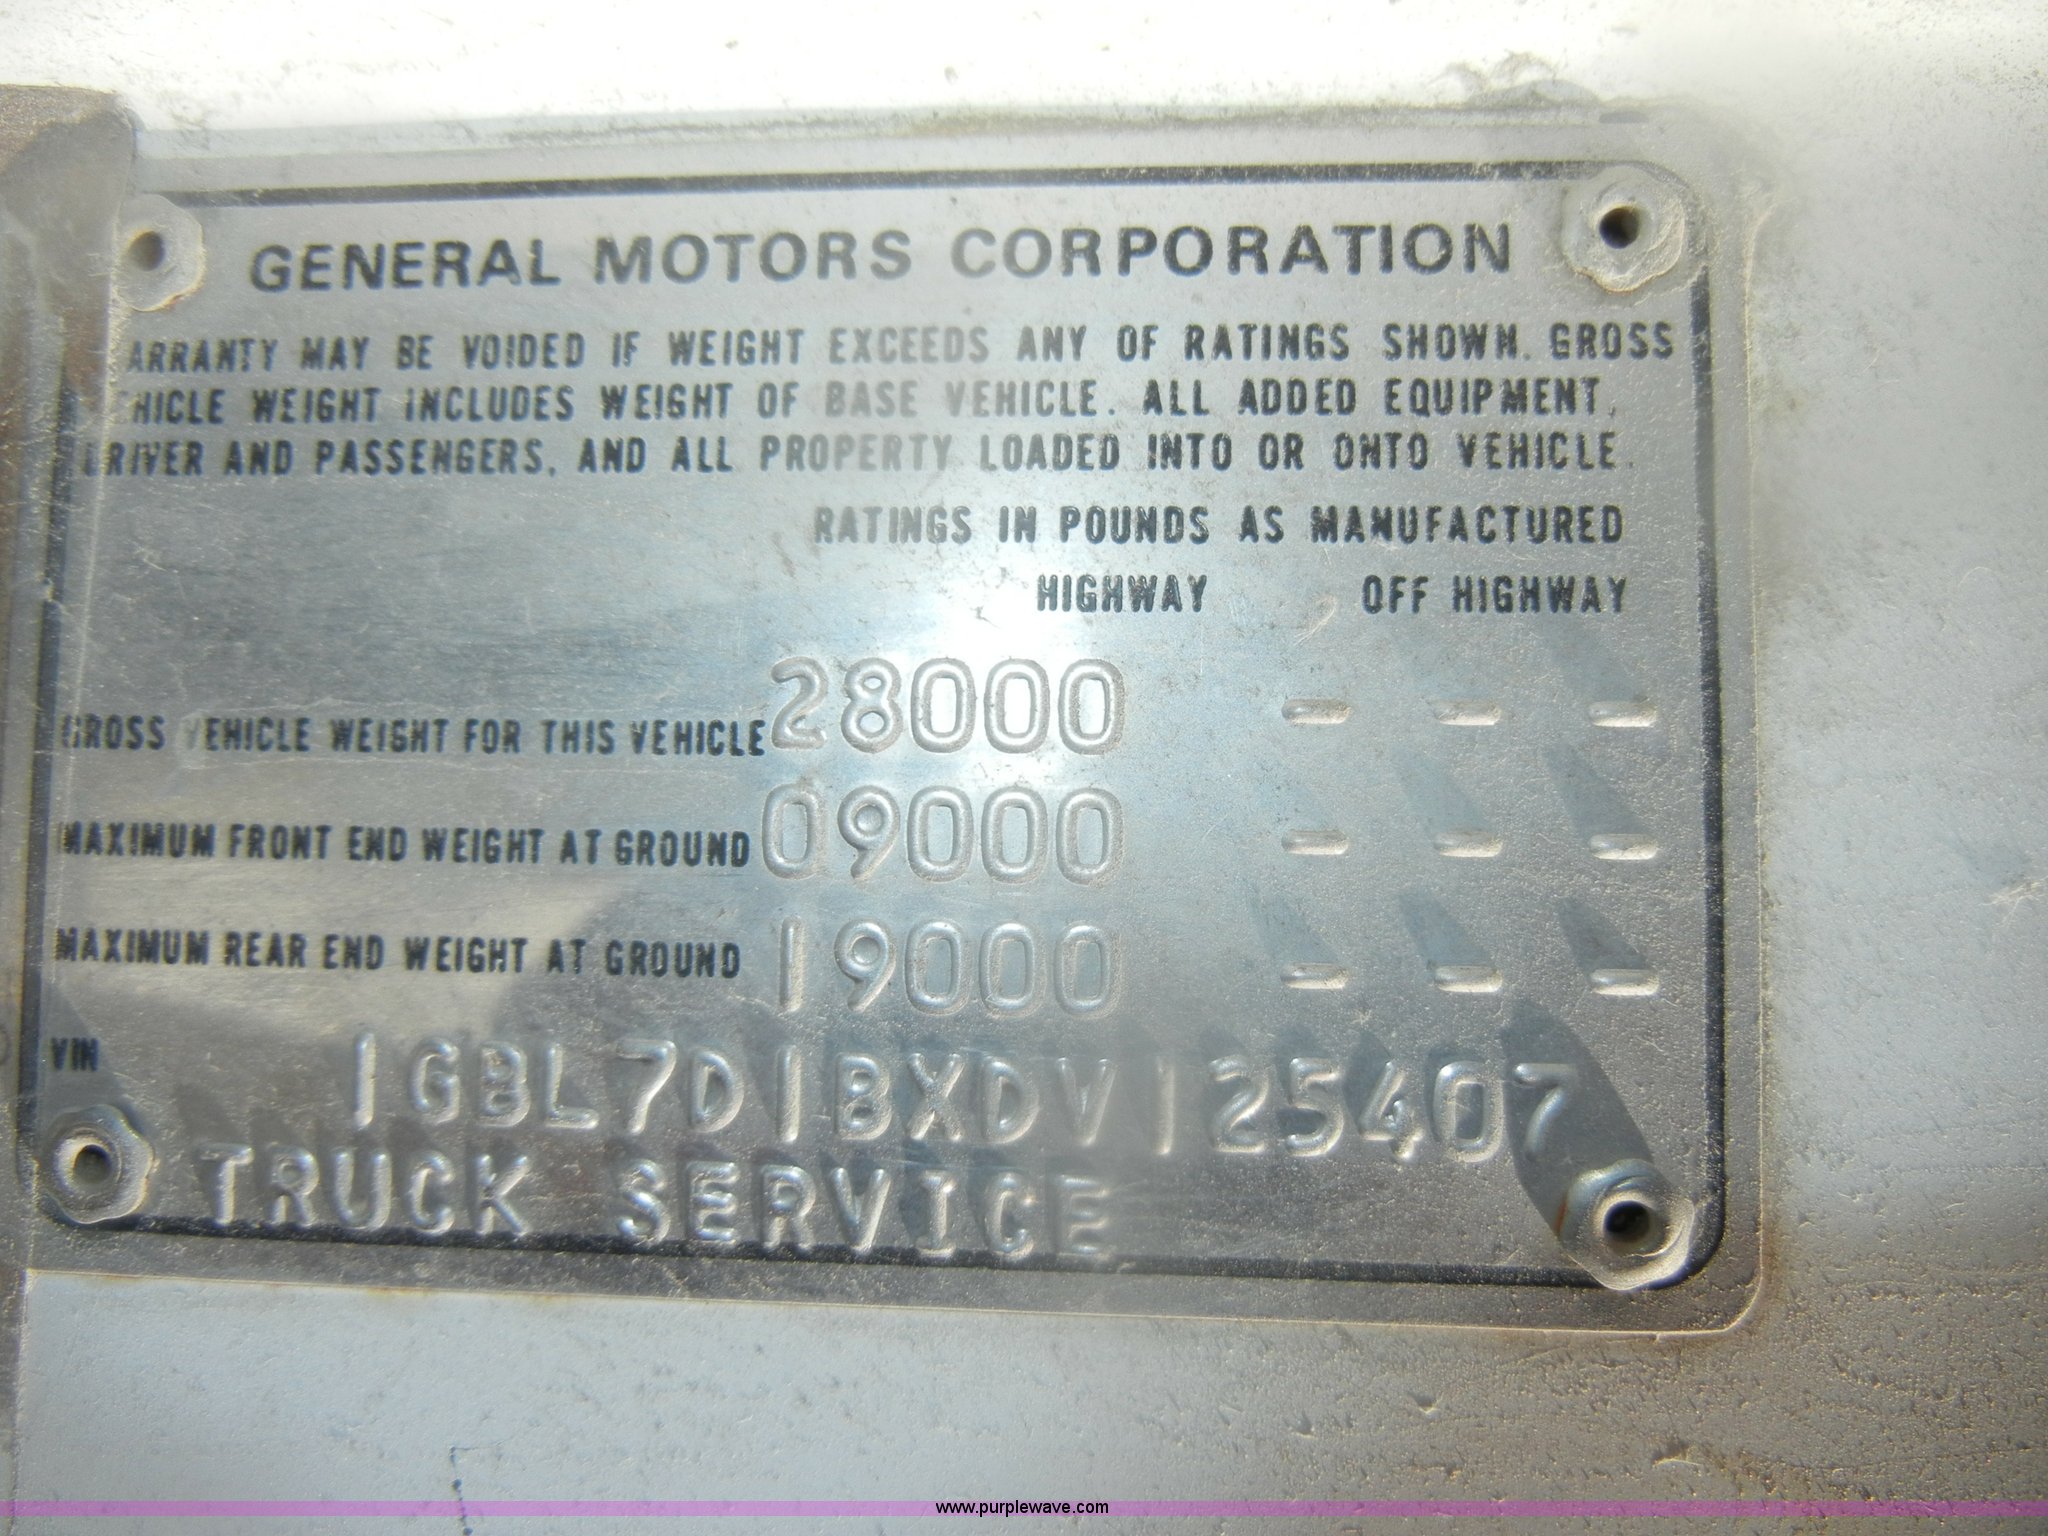 GENERAL MOTORS CORPORATION
ARRANTY MAY BE VOIDED IF WEIGHT EXCEEDS ANY OF RATINGS SHOWN. GROSS
EHICLE WEIGHT INCLUDES WEIGHT OF BASE VEHICLE. ALL ADDED EQUIPMENT,
DRIVER AND PASSENGERS, AND ALL PROPERTY LOADED INTO OR ONTO VEHICLE.
RATINGS IN POUNDS AS MANUFACTURED
HIGHWAY OFF HIGHWAY
GROSS VEHICLE WEIGHT FOR THIS VEHICLE 28000 - - -
MAXIMUM FRONT END WEIGHT AT GROUND 09000 - - -
MAXIMUM REAR END WEIGHT AT GROUND 19000 - - -
VIN 1GBL7D1BXDV125407
TRUCK SERVICE
www.purplewave.com